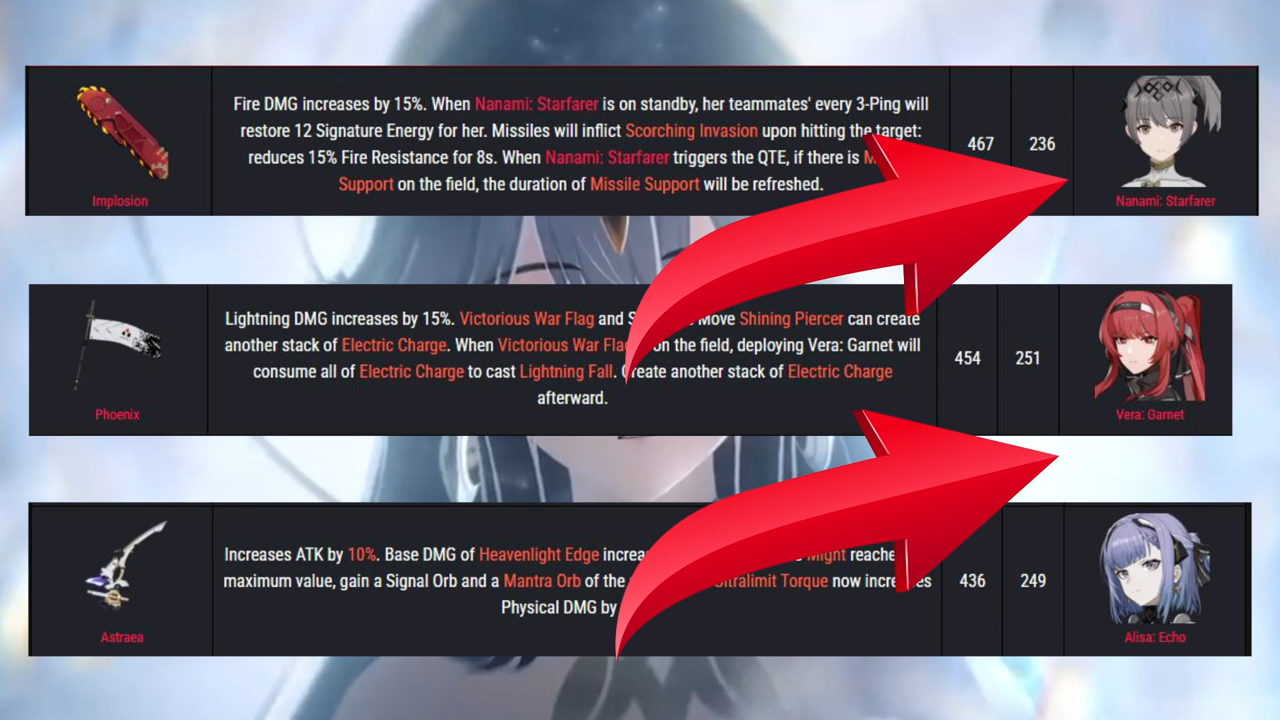 Fire DMG increases by 15%. When Nanami: Starfarer is on standby, her teammates' every 3-Ping will
restore 12 Signature Energy for her. Missiles will inflict Scorching Invasion upon hitting the target:
reduces 15% Fire Resistance for 8s. When Nanami: Starfarer triggers the QTE, if there is
Support on the field, the duration of Missile Support will be refreshed.
Implosion
467
236
Nanami: Starfarer
Lightning DMG increases by 15%. Victorious War Flag and Move Shining Piercer can create
another stack of Electric Charge. When Victorious War Flag on the field, deploying Vera: Garnet will
consume all of Electric Charge to cast Lightning Fall. Create another stack of Electric Charge
afterward.
Phoenix
454
251
Vera: Garnet
Increases ATK by 10%. Base DMG of Heavenlight Edge Might
maximum value, gain a Signal Orb and a Mantra Orb of the Ultralimit Torque now increases
Physical DMG by
Astraea
436
249
Alisa: Echo